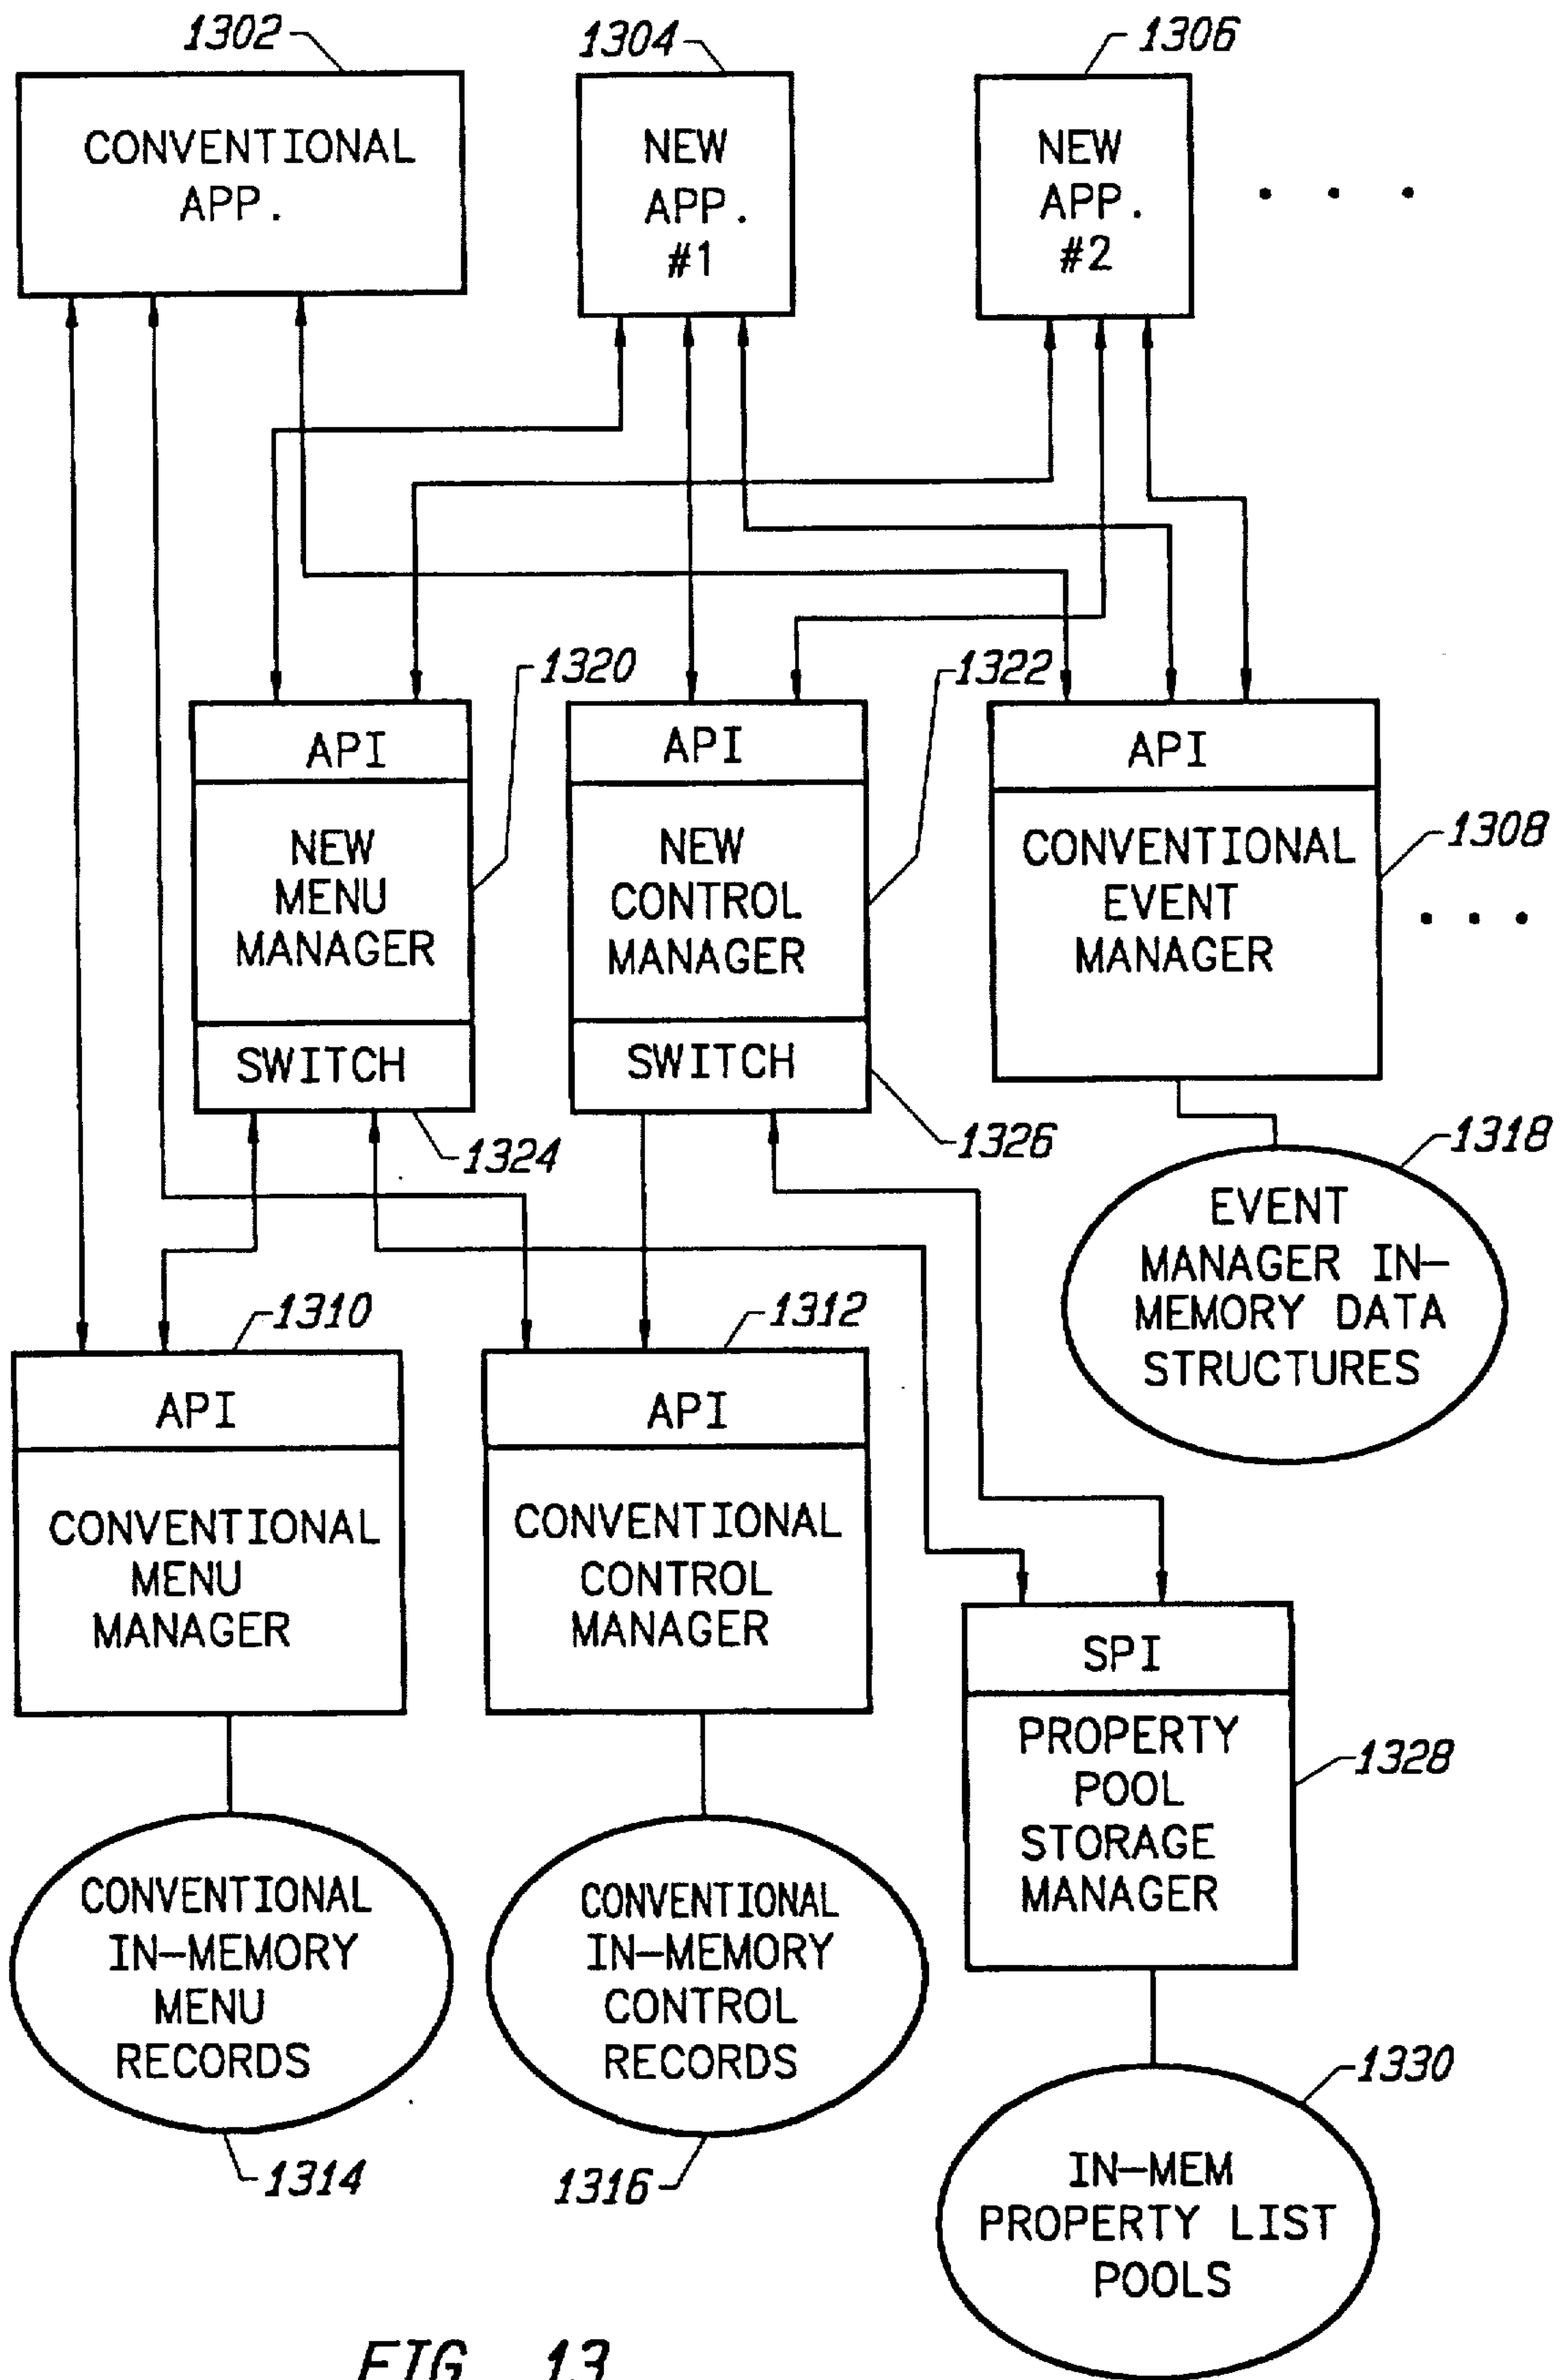 1302
1304
1306
CONVENTIONAL
APP.
NEW
APP.
#1
NEW
APP.
#2
. . .
1320
1322
API
API
API
NEW
MENU
MANAGER
NEW
CONTROL
MANAGER
CONVENTIONAL
EVENT
MANAGER
1308
. . .
SWITCH
SWITCH
1324
1326
1318
EVENT
MANAGER IN-
MEMORY DATA
STRUCTURES
1310
1312
API
API
CONVENTIONAL
MENU
MANAGER
CONVENTIONAL
CONTROL
MANAGER
SPI
PROPERTY
POOL
STORAGE
MANAGER
1328
CONVENTIONAL
IN-MEMORY
MENU
RECORDS
CONVENTIONAL
IN-MEMORY
CONTROL
RECORDS
1314
1316
1330
IN-MEM
PROPERTY LIST
POOLS
FIG. 13